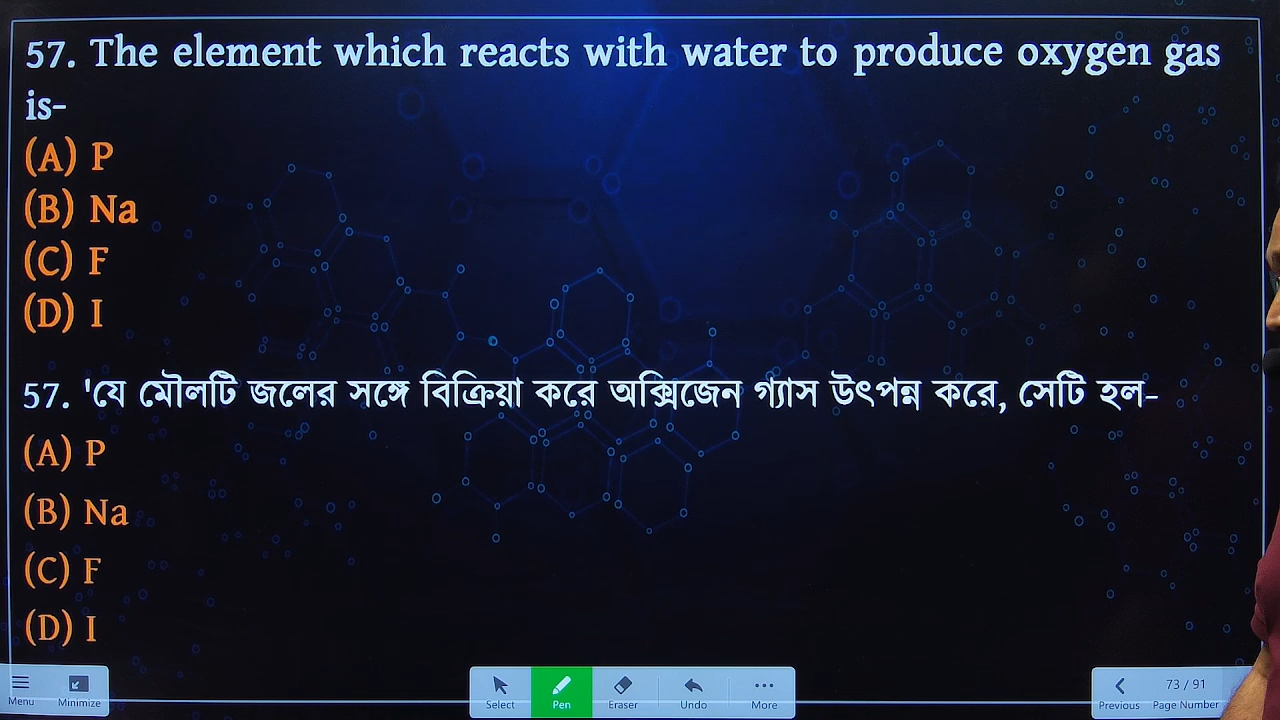 57. The element which reacts with water to produce oxygen gas
is-
(A) P
(B) Na
(C) F
(D) I
57. 'যে মৌলটি জলের সঙ্গে বিক্রিয়া করে অক্সিজেন গ্যাস উৎপন্ন করে, সেটি হল-
(A) P
(B) Na
(C) F
(D) I
Menu Minimize Select Pen Eraser Undo More Previous 73 / 91 Page Number